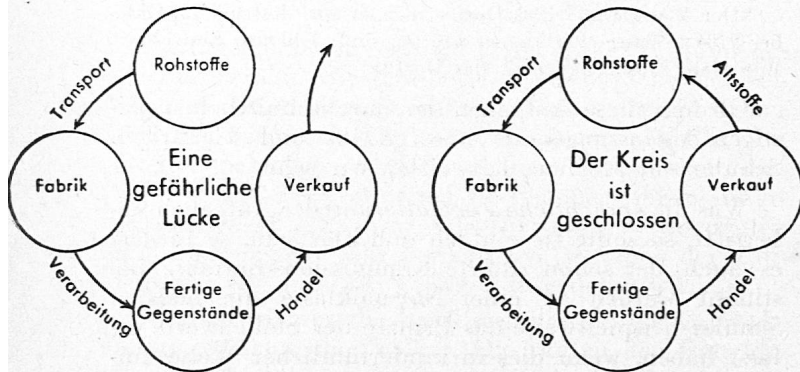 Rohstoffe
Transport
Fabrik
Eine
gefährliche
Lücke
Verkauf
Verarbeitung
Fertige
Gegenstände
Handel
Rohstoffe
Transport
Altstoffe
Fabrik
Der Kreis
ist
geschlossen
Verkauf
Verarbeitung
Fertige
Gegenstände
Handel